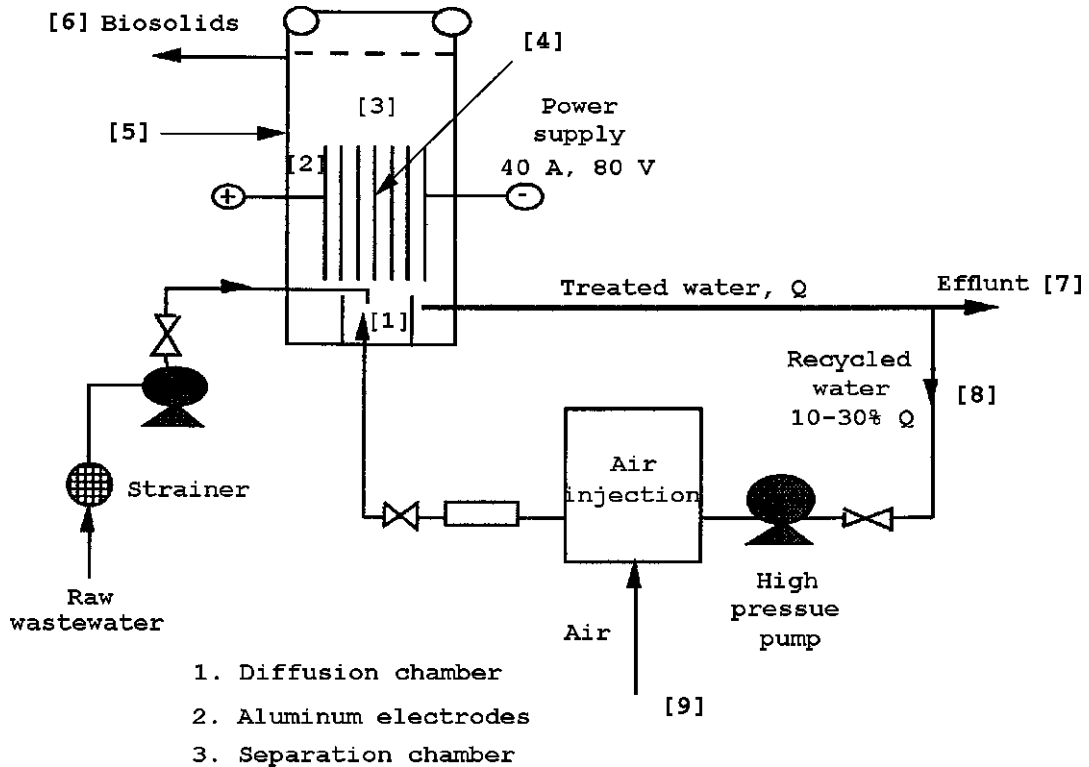 [6] Biosolids
[4]
[3]
Power
supply
40 A, 80 V
[5]
[2]
+
-
Treated water, Q
Efflunt [7]
[1]
Recycled
water
10-30% Q
[8]
Strainer
Air
injection
Raw
wastewater
Air
High
pressue
pump
[9]
1. Diffusion chamber
2. Aluminum electrodes
3. Separation chamber